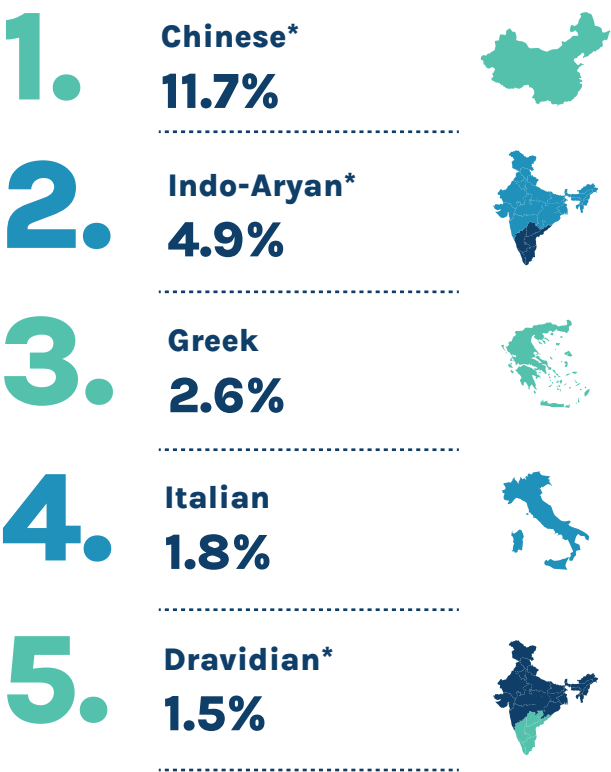 1.
Chinese*
11.7%
2.
Indo-Aryan*
4.9%
3.
Greek
2.6%
4.
Italian
1.8%
5.
Dravidian*
1.5%